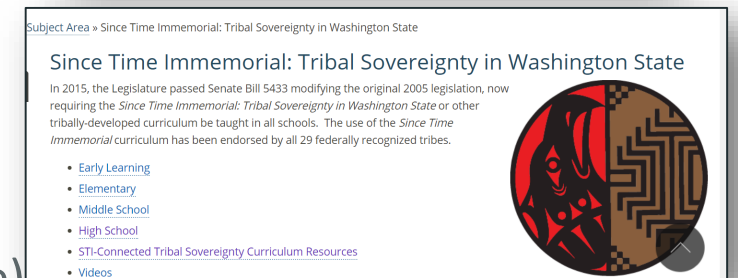 Subject Area » Since Time Immemorial: Tribal Sovereignty in Washington State
Since Time Immemorial: Tribal Sovereignty in Washington State
In 2015, the Legislature passed Senate Bill 5433 modifying the original 2005 legislation, now
requiring the Since Time Immemorial: Tribal Sovereignty in Washington State or other
tribally-developed curriculum be taught in all schools. The use of the Since Time
Immemorial curriculum has been endorsed by all 29 federally recognized tribes.
• Early Learning
• Elementary
• Middle School
• High School
• STI-Connected Tribal Sovereignty Curriculum Resources
• Videos